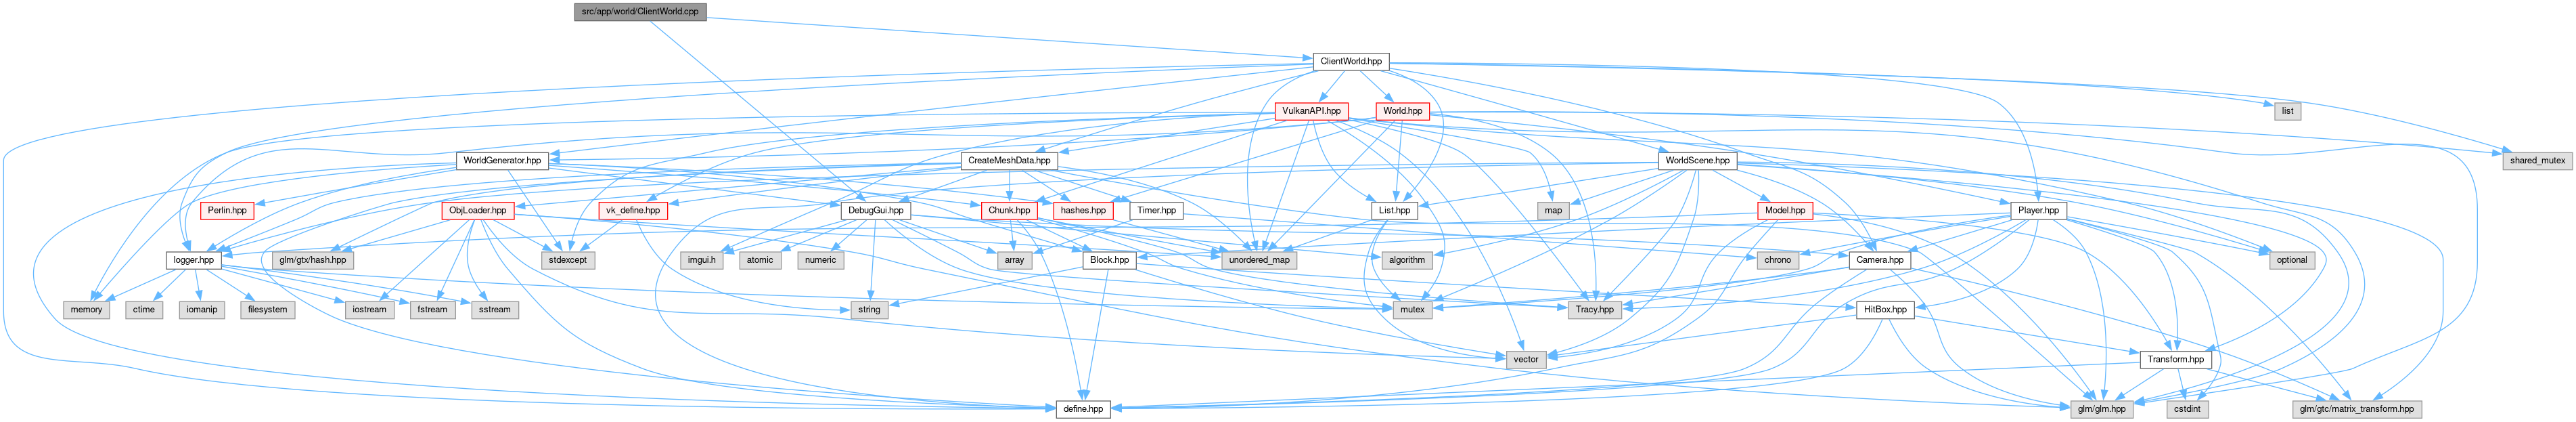 src/app/world/ClientWorld.cpp
ClientWorld.hpp
VulkanAPI.hpp
World.hpp
list
WorldGenerator.hpp
CreateMeshData.hpp
WorldScene.hpp
shared_mutex
Perlin.hpp
ObjLoader.hpp
vk_define.hpp
DebugGui.hpp
Chunk.hpp
hashes.hpp
Timer.hpp
List.hpp
map
Model.hpp
Player.hpp
logger.hpp
glm/gtx/hash.hpp
stdexcept
imgui.h
atomic
numeric
array
Block.hpp
unordered_map
algorithm
chrono
Camera.hpp
optional
memory
ctime
iomanip
filesystem
iostream
fstream
sstream
string
mutex
Tracy.hpp
HitBox.hpp
vector
Transform.hpp
define.hpp
glm/glm.hpp
cstdint
glm/gtc/matrix_transform.hpp